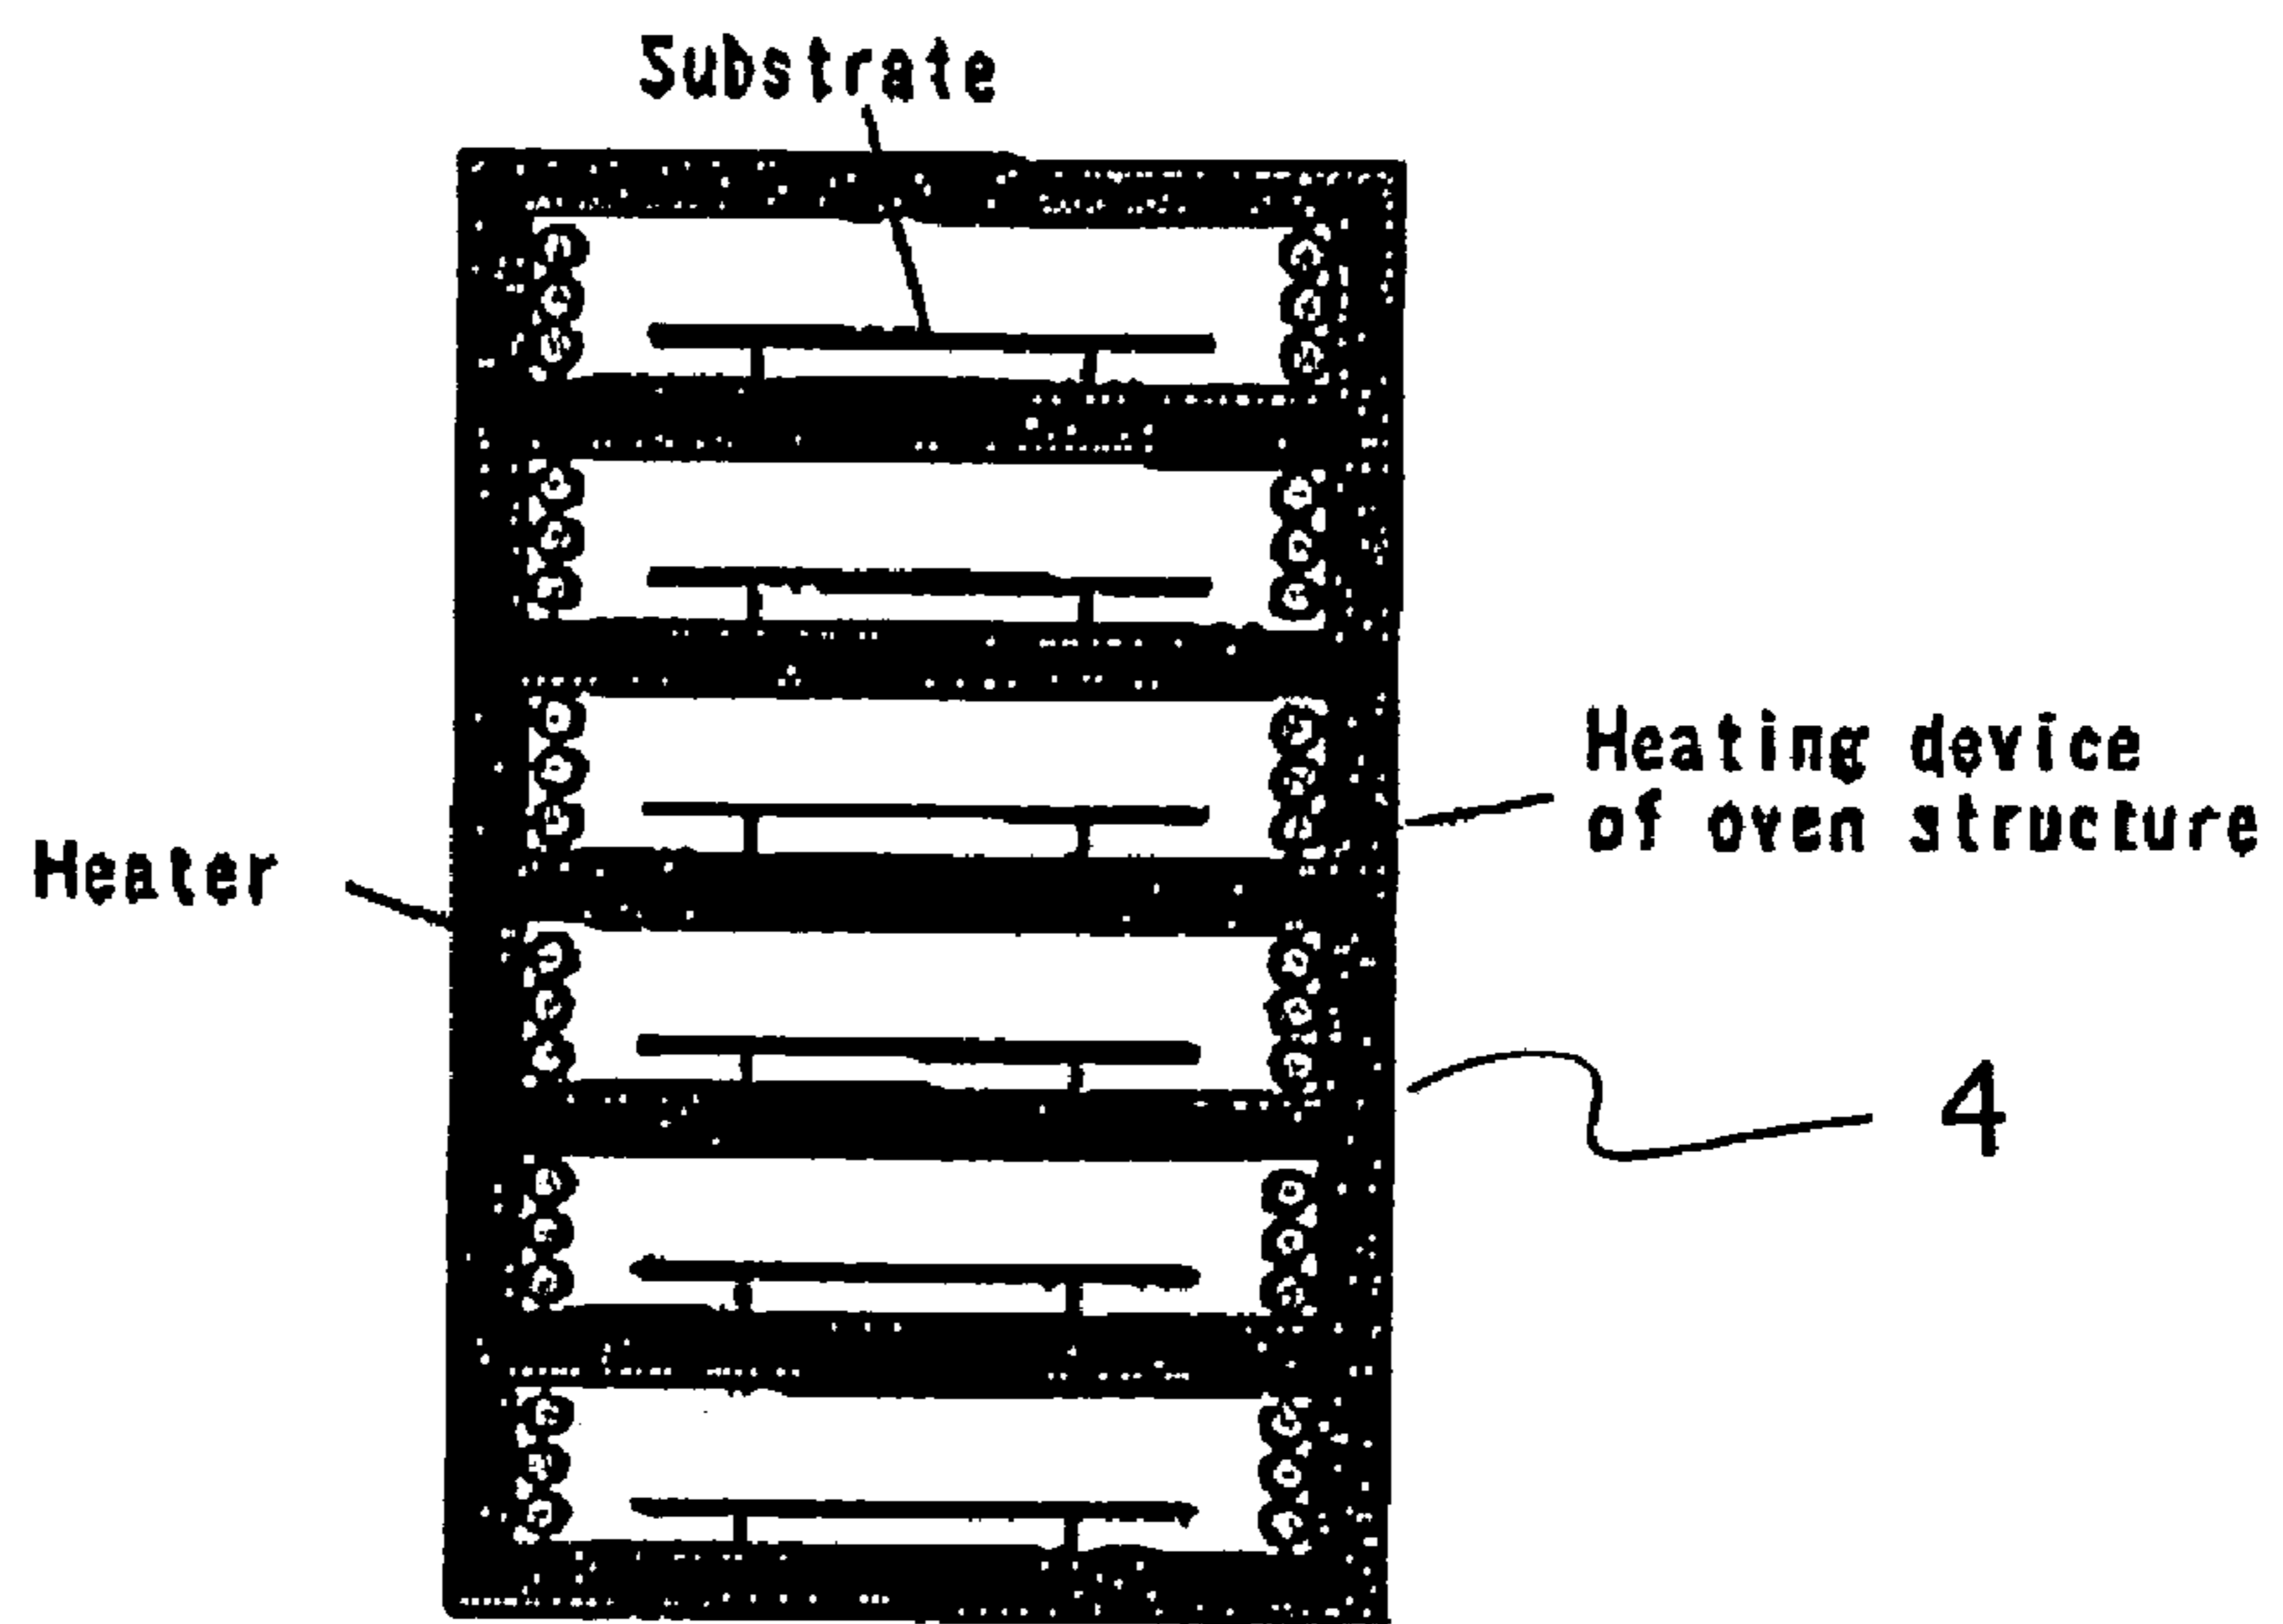 Substrate
Heating device
of oven structure
Heater
4